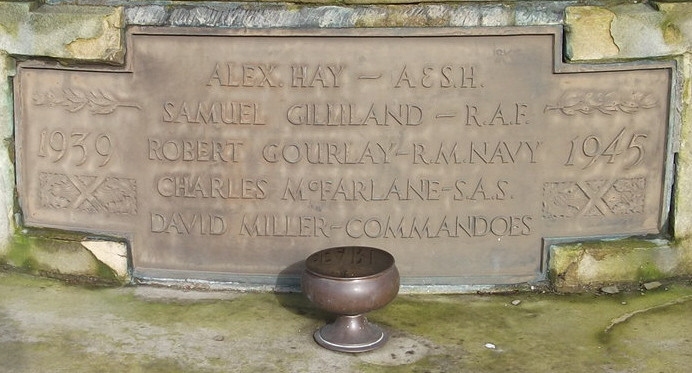 ALEX. HAY – A.&S.H.
SAMUEL GILLILAND – R.A.F.
1939 ROBERT GOURLAY – R.M. NAVY 1945
CHARLES McFARLANE – S.A.S.
DAVID MILLER – COMMANDOES